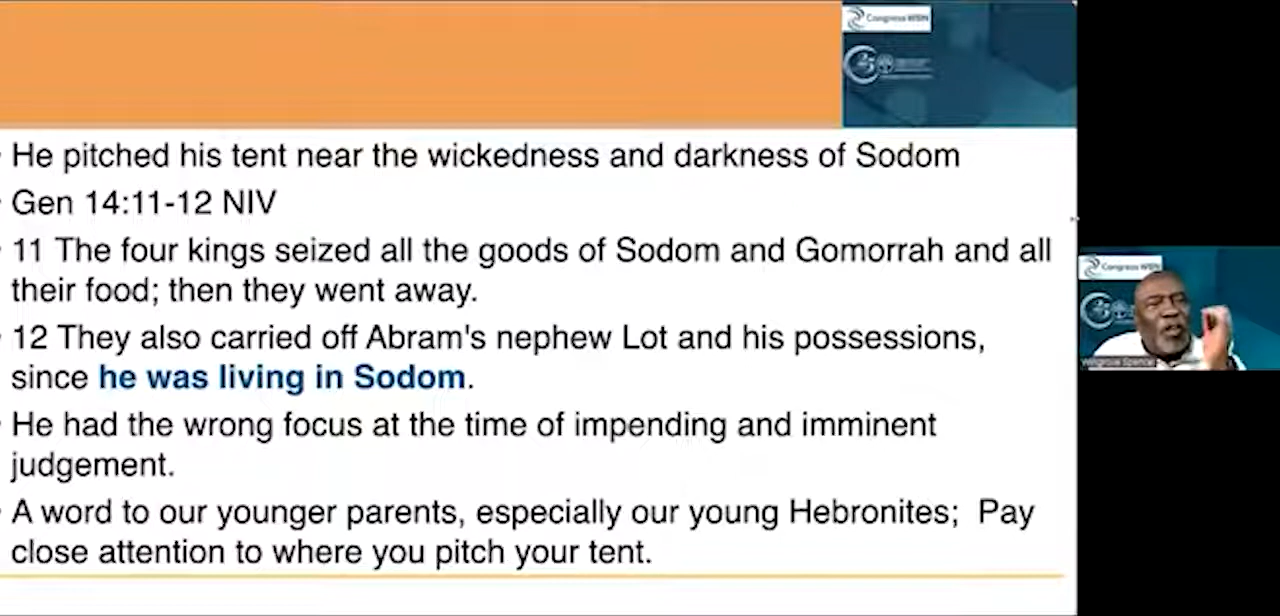 Congress WBN
He pitched his tent near the wickedness and darkness of Sodom
Gen 14:11-12 NIV
11 The four kings seized all the goods of Sodom and Gomorrah and all
their food; then they went away.
12 They also carried off Abram's nephew Lot and his possessions,
since he was living in Sodom.
He had the wrong focus at the time of impending and imminent
judgement.
A word to our younger parents, especially our young Hebronites;  Pay
close attention to where you pitch your tent.
Congress WBN